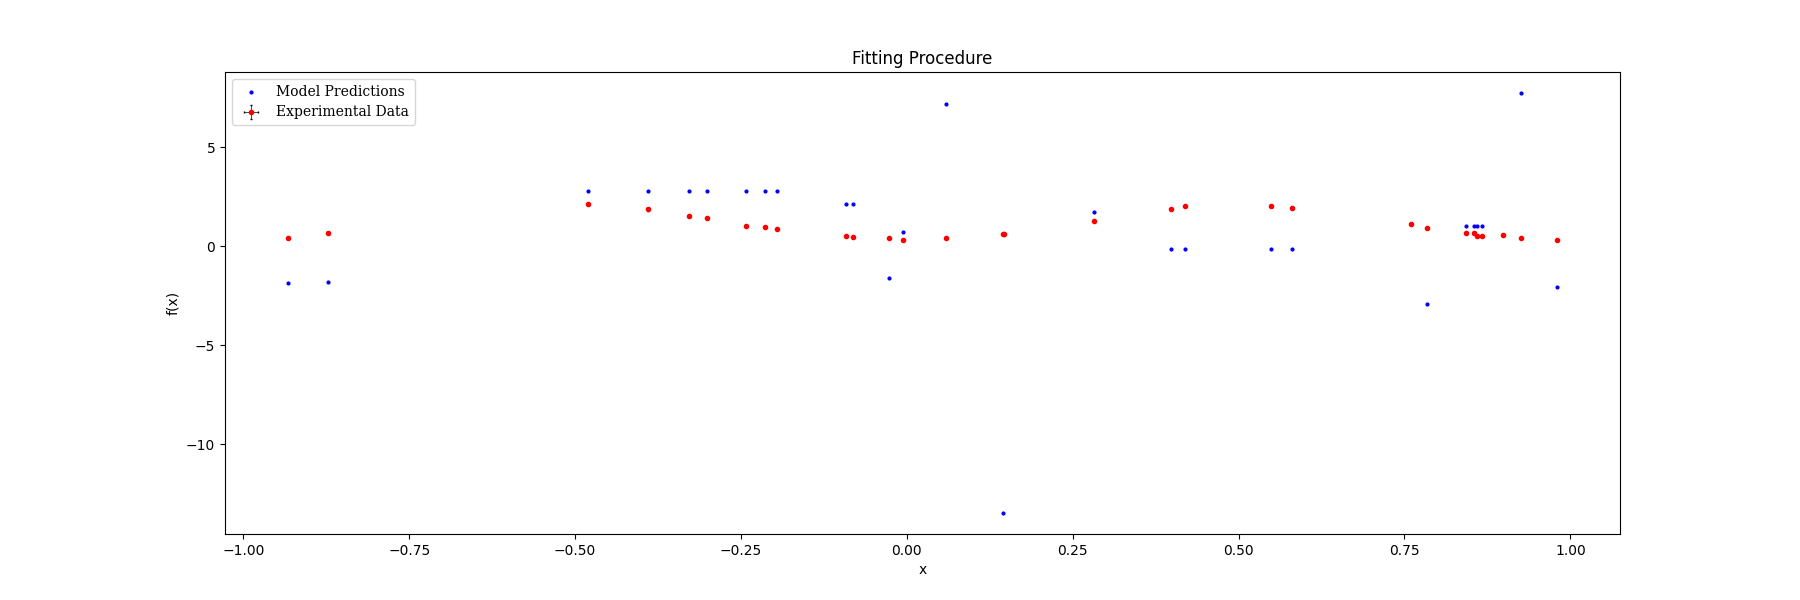 Fitting Procedure
Model Predictions
Experimental Data
f(x)
5
0
−5
−10
−1.00 −0.75 −0.50 −0.25 0.00 0.25 0.50 0.75 1.00
x